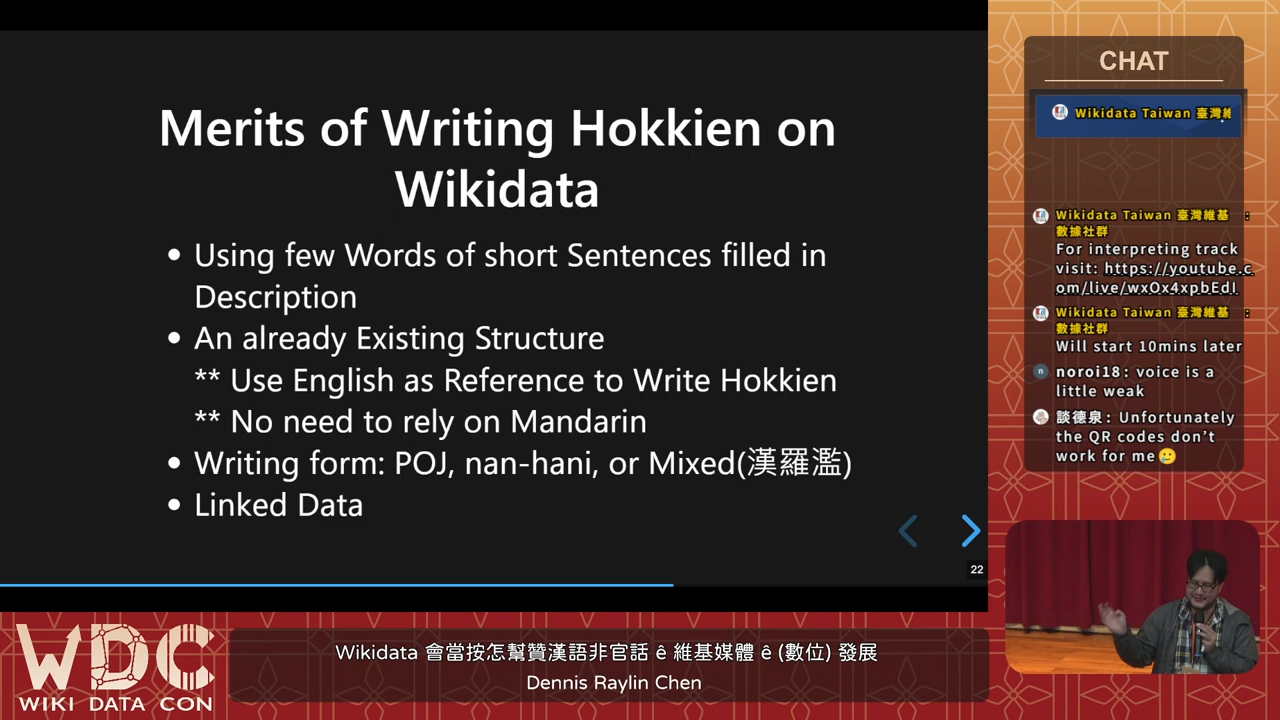 Merits of Writing Hokkien on
Wikidata
• Using few Words of short Sentences filled in
Description
• An already Existing Structure
** Use English as Reference to Write Hokkien
** No need to rely on Mandarin
• Writing form: POJ, nan-hani, or Mixed(漢羅濫)
• Linked Data
22
CHAT
Wikidata Taiwan 臺灣維
Wikidata Taiwan 臺灣維基 :
數據社群
For interpreting track
visit: https://youtube.c
om/live/wxOx4xpbEdI
Wikidata Taiwan 臺灣維基 :
數據社群
Will start 10mins later
n noroi18: voice is a
little weak
談德泉: Unfortunately
the QR codes don't
work for me🥲
WDC
WIKI DATA CON
Wikidata 會當按怎幫贊漢語非官話 ê 維基媒體 ê (數位) 發展
Dennis Raylin Chen